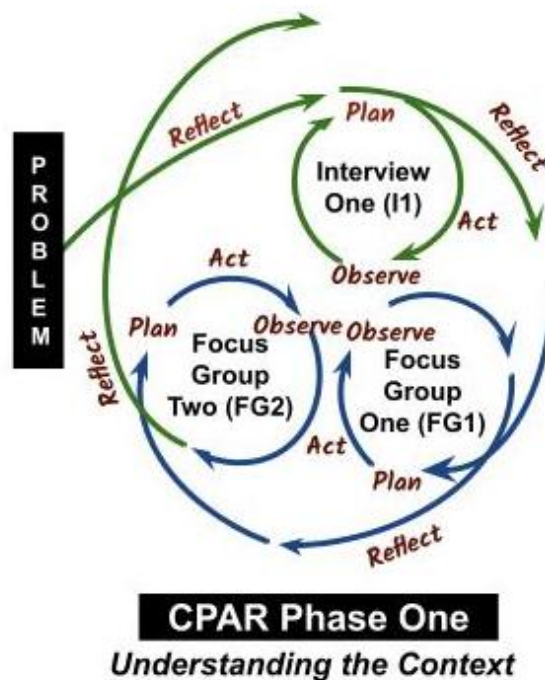 PROBLEM
Reflect
Plan
Reflect
Interview
One (I1)
Act
Observe
Act
Plan
Observe
Observe
Focus
Group
Two (FG2)
Focus
Group
One (FG1)
Reflect
Act
Plan
Reflect
CPAR Phase One
Understanding the Context